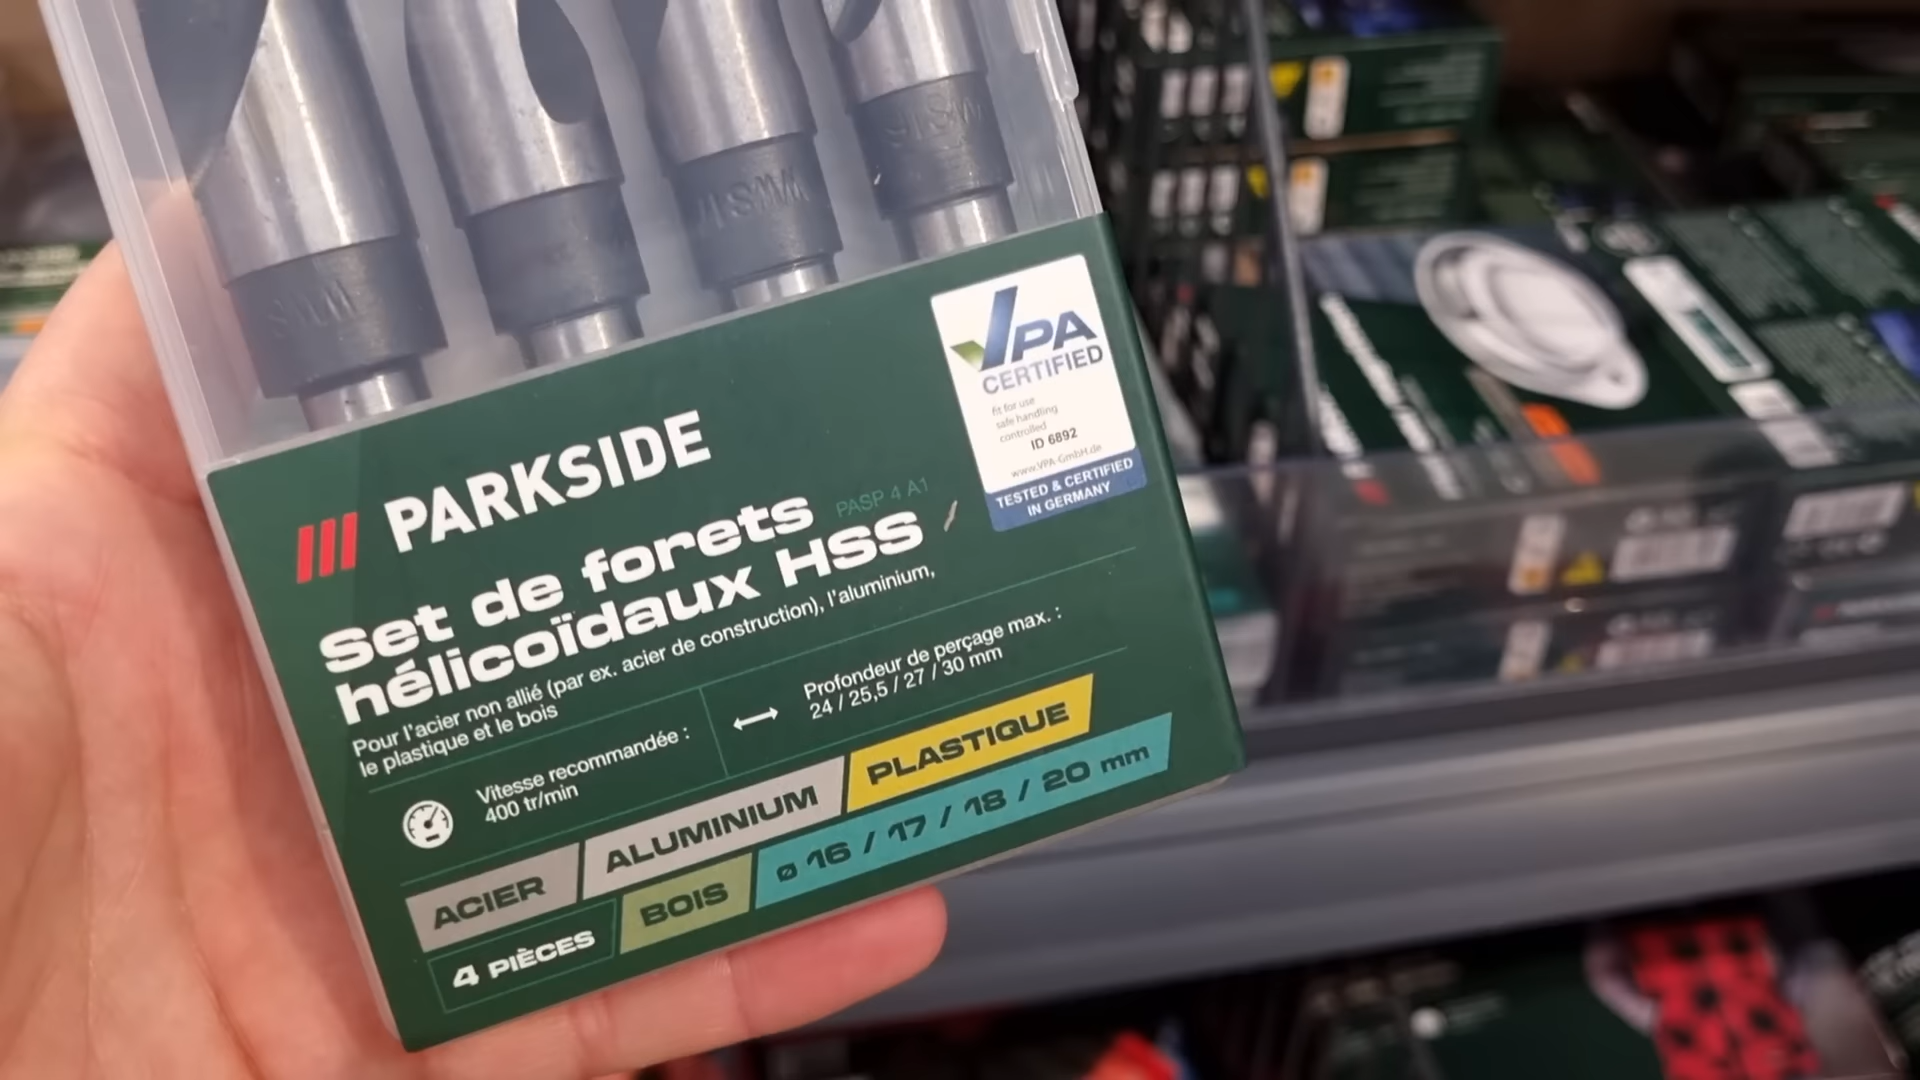 PARKSIDE
Set de forets
PASP 4 A1
hélicoïdaux HSS
Pour l'acier non allié (par ex. acier de construction), l'aluminium,
le plastique et le bois
Vitesse recommandée :
400 tr/min
Profondeur de perçage max. :
24 / 25,5 / 27 / 30 mm
ACIER
ALUMINIUM
PLASTIQUE
4 PIÈCES
BOIS
ø 16 / 17 / 18 / 20 mm
VPA
CERTIFIED
fit for use
safe handling
controlled
ID 6892
www.VPA-GmbH.de
TESTED & CERTIFIED
IN GERMANY